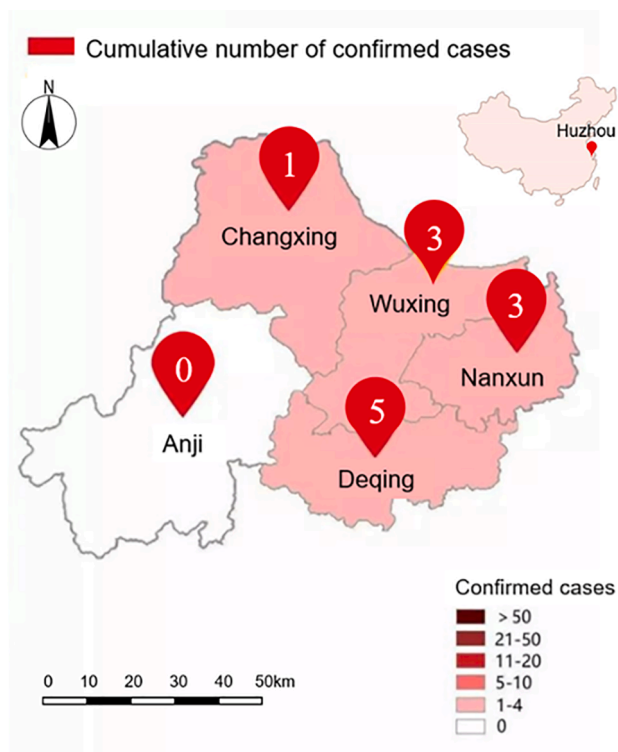 Cumulative number of confirmed cases
N
Huzhou
1
Changxing
3
Wuxing
3
Nanxun
0
Anji
5
Deqing
Confirmed cases
> 50
21-50
11-20
5-10
1-4
0
0 10 20 30 40 50km